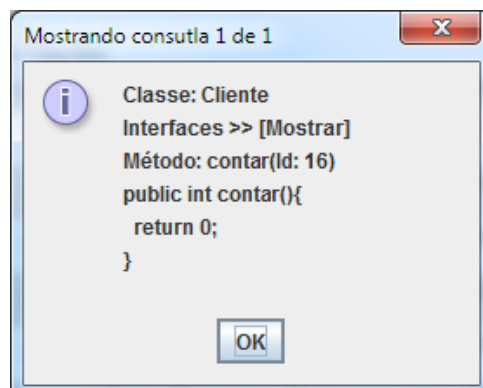 Mostrando consutla 1 de 1
Classe: Cliente
Interfaces >> [Mostrar]
Método: contar(Id: 16)
public int contar(){
return 0;
}
OK